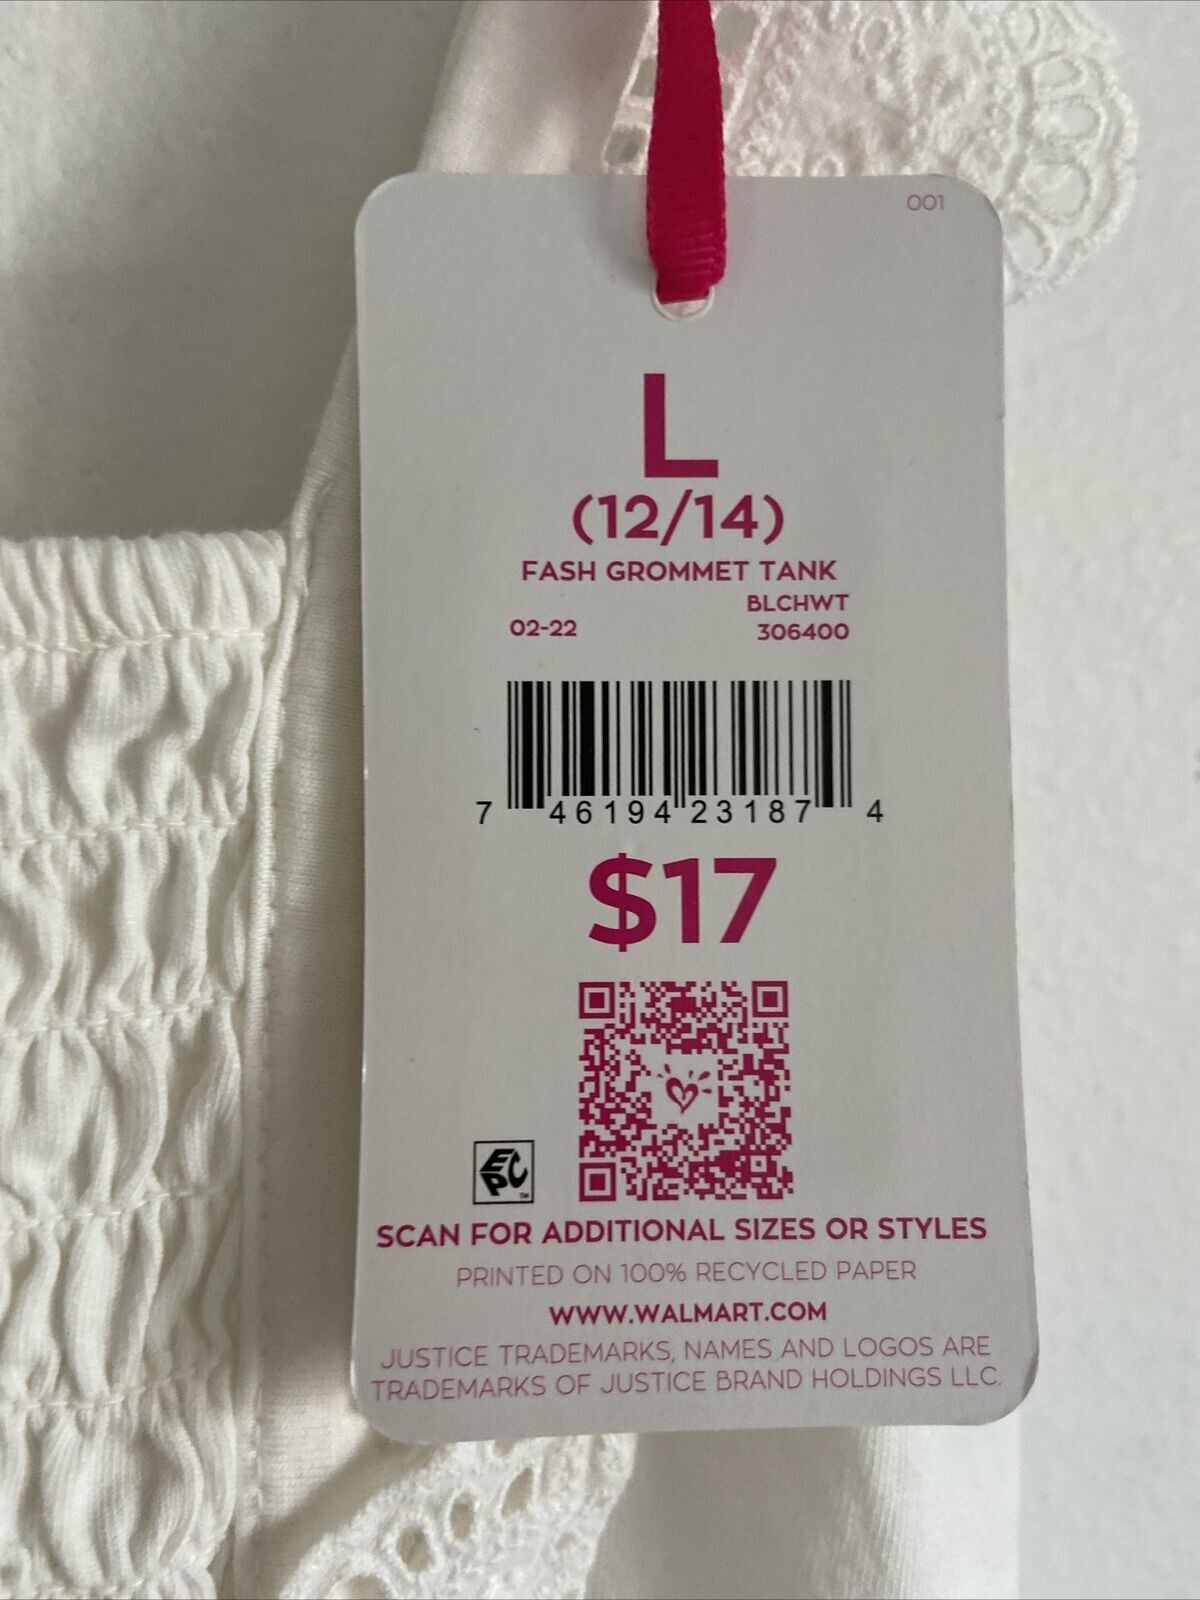 001
L
(12/14)
FASH GROMMET TANK
BLCHWT
02-22 306400
7 46194 23187 4
$17
EPC™
SCAN FOR ADDITIONAL SIZES OR STYLES
PRINTED ON 100% RECYCLED PAPER
WWW.WALMART.COM
JUSTICE TRADEMARKS, NAMES AND LOGOS ARE
TRADEMARKS OF JUSTICE BRAND HOLDINGS LLC.